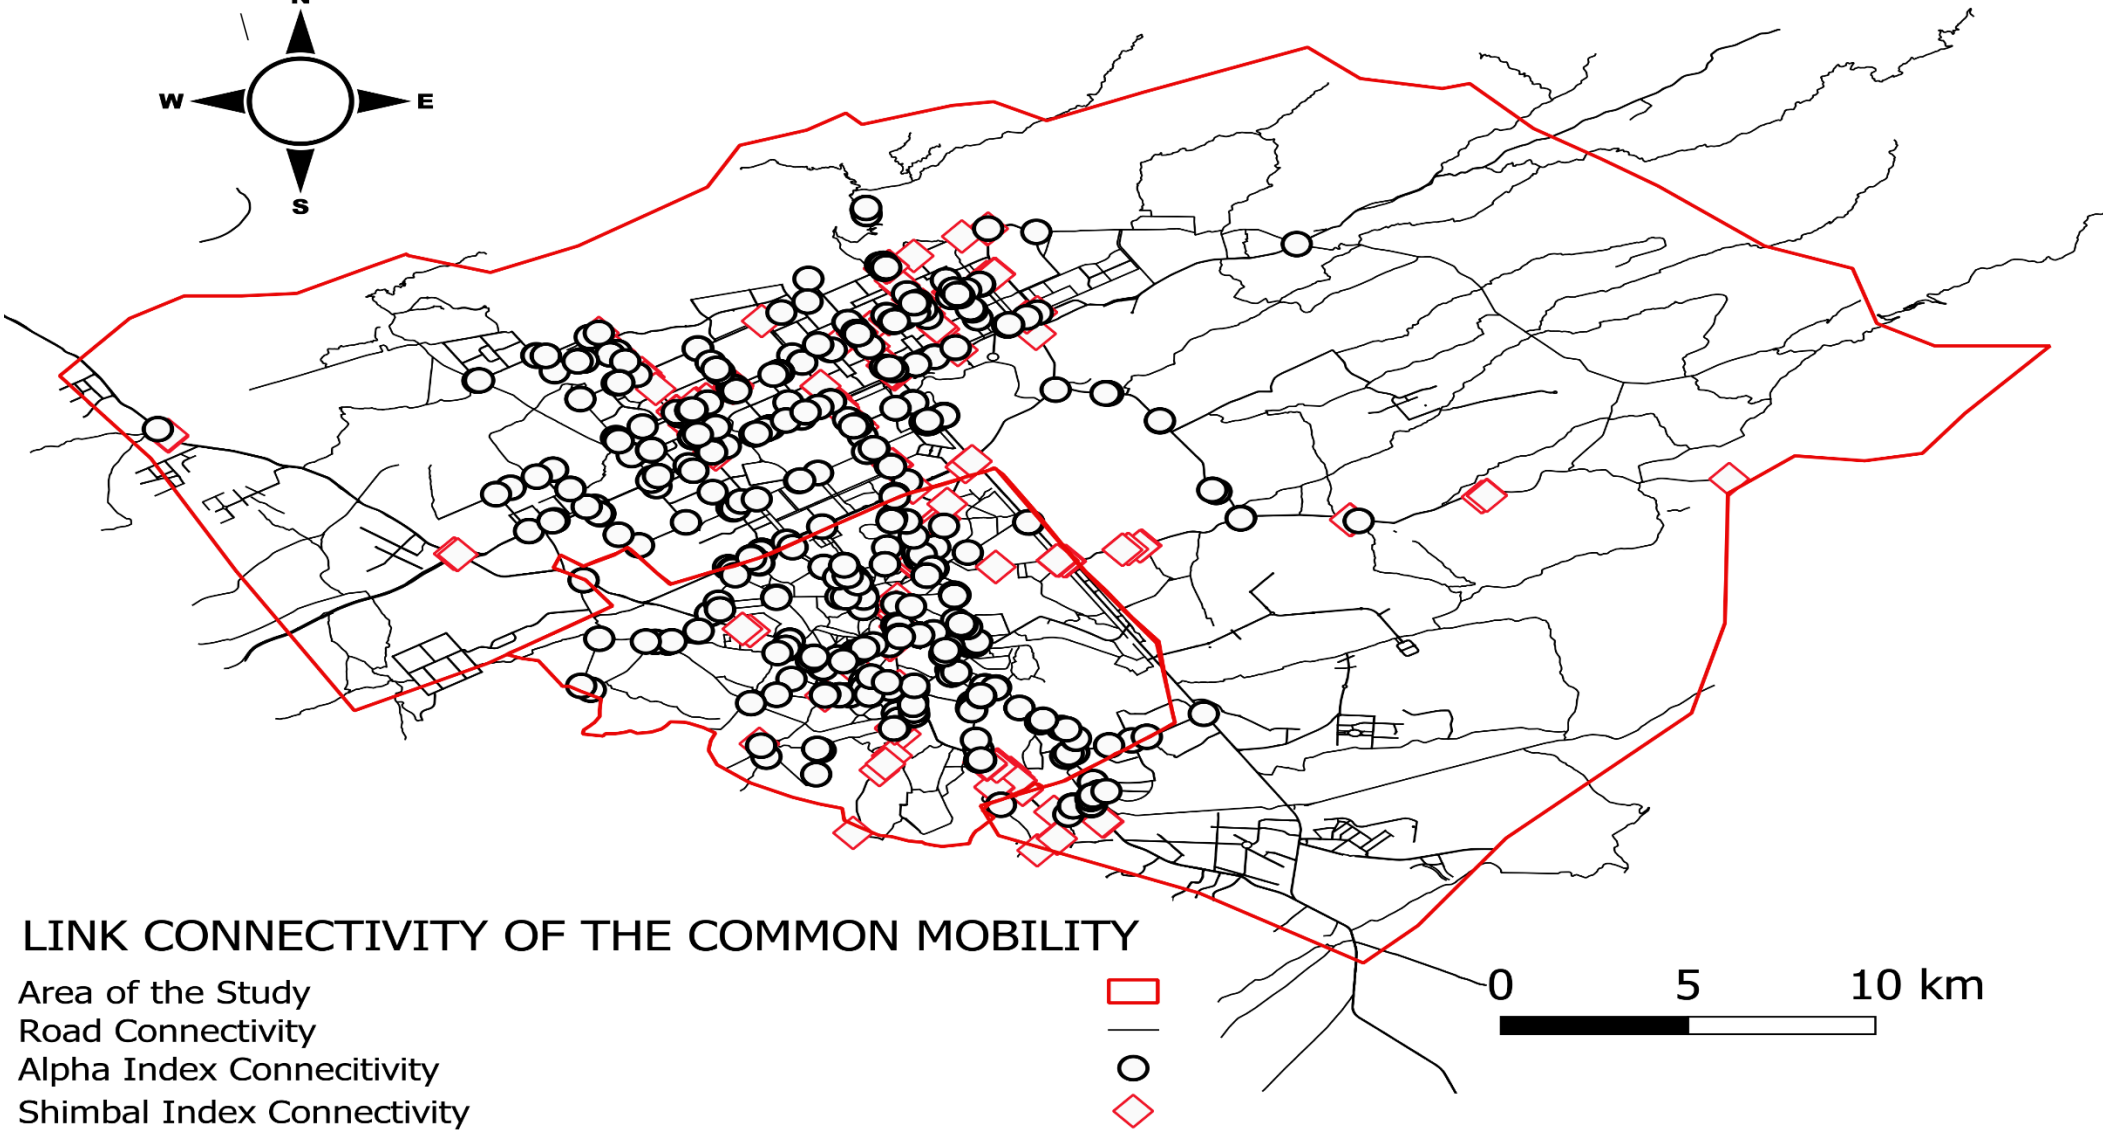 N
W E
S
LINK CONNECTIVITY OF THE COMMON MOBILITY
Area of the Study
Road Connectivity
Alpha Index Connecitivity
Shimbal Index Connectivity
0 5 10 km